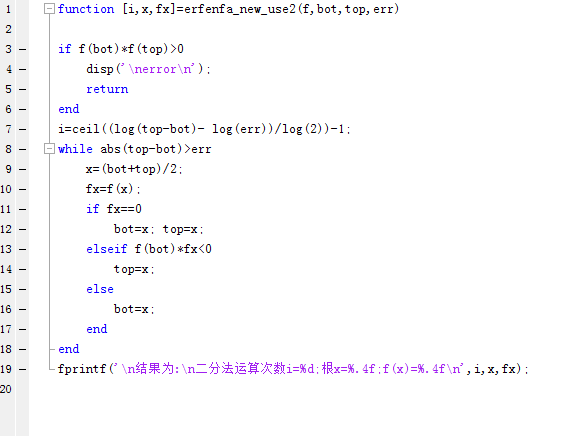 1 function [i,x,fx]=erfenfa_new_use2(f,bot,top,err)
2
3 if f(bot)*f(top)>0
4 disp('\nerror\n');
5 return
6 end
7 i=ceil((log(top-bot)- log(err))/log(2))-1;
8 while abs(top-bot)>err
9 x=(bot+top)/2;
10 fx=f(x);
11 if fx==0
12 bot=x; top=x;
13 elseif f(bot)*fx<0
14 top=x;
15 else
16 bot=x;
17 end
18 end
19 fprintf('\n结果为:\n二分法运算次数i=%d;根x=%.4f;f(x)=%.4f\n',i,x,fx);
20